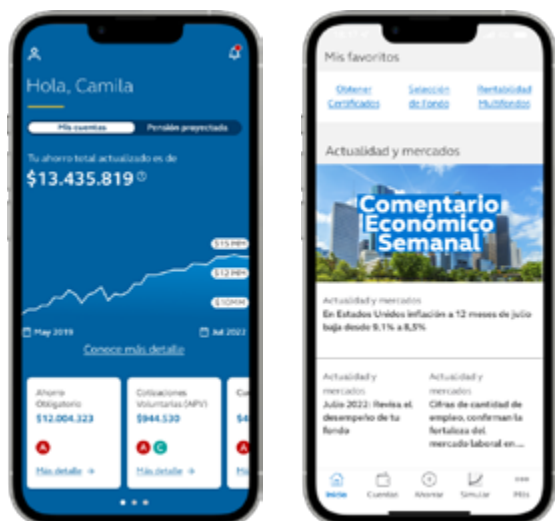 Hola, Camila
Mis cuentas
Pensión proyectada
Tu ahorro total actualizado es de
$13.435.819
$15 MM
$12 MM
$10MM
May 2019
Jul 2022
Conoce más detalle
Ahorro
Obligatorio
$12.004.323
A
Más detalle →
Cotizaciones
Voluntarias (APV)
$944.530
A C
Más detalle →
A
Mis favoritos
Obtener
Certificados
Selección
de Fondo
Rentabilidad
Multifondos
Actualidad y mercados
Comentario
Económico
Semanal
Actualidad y mercados
En Estados Unidos inflación a 12 meses de julio
baja desde 9,1% a 8,5%
Actualidad y
mercados
Julio 2022: Revisa el
desempeño de tu
fondo
Actualidad y
mercados
Cifras de cantidad de
empleo, confirman la
fortaleza del
mercado laboral en...
Inicio
Cuentas
Ahorrar
Simular
Más